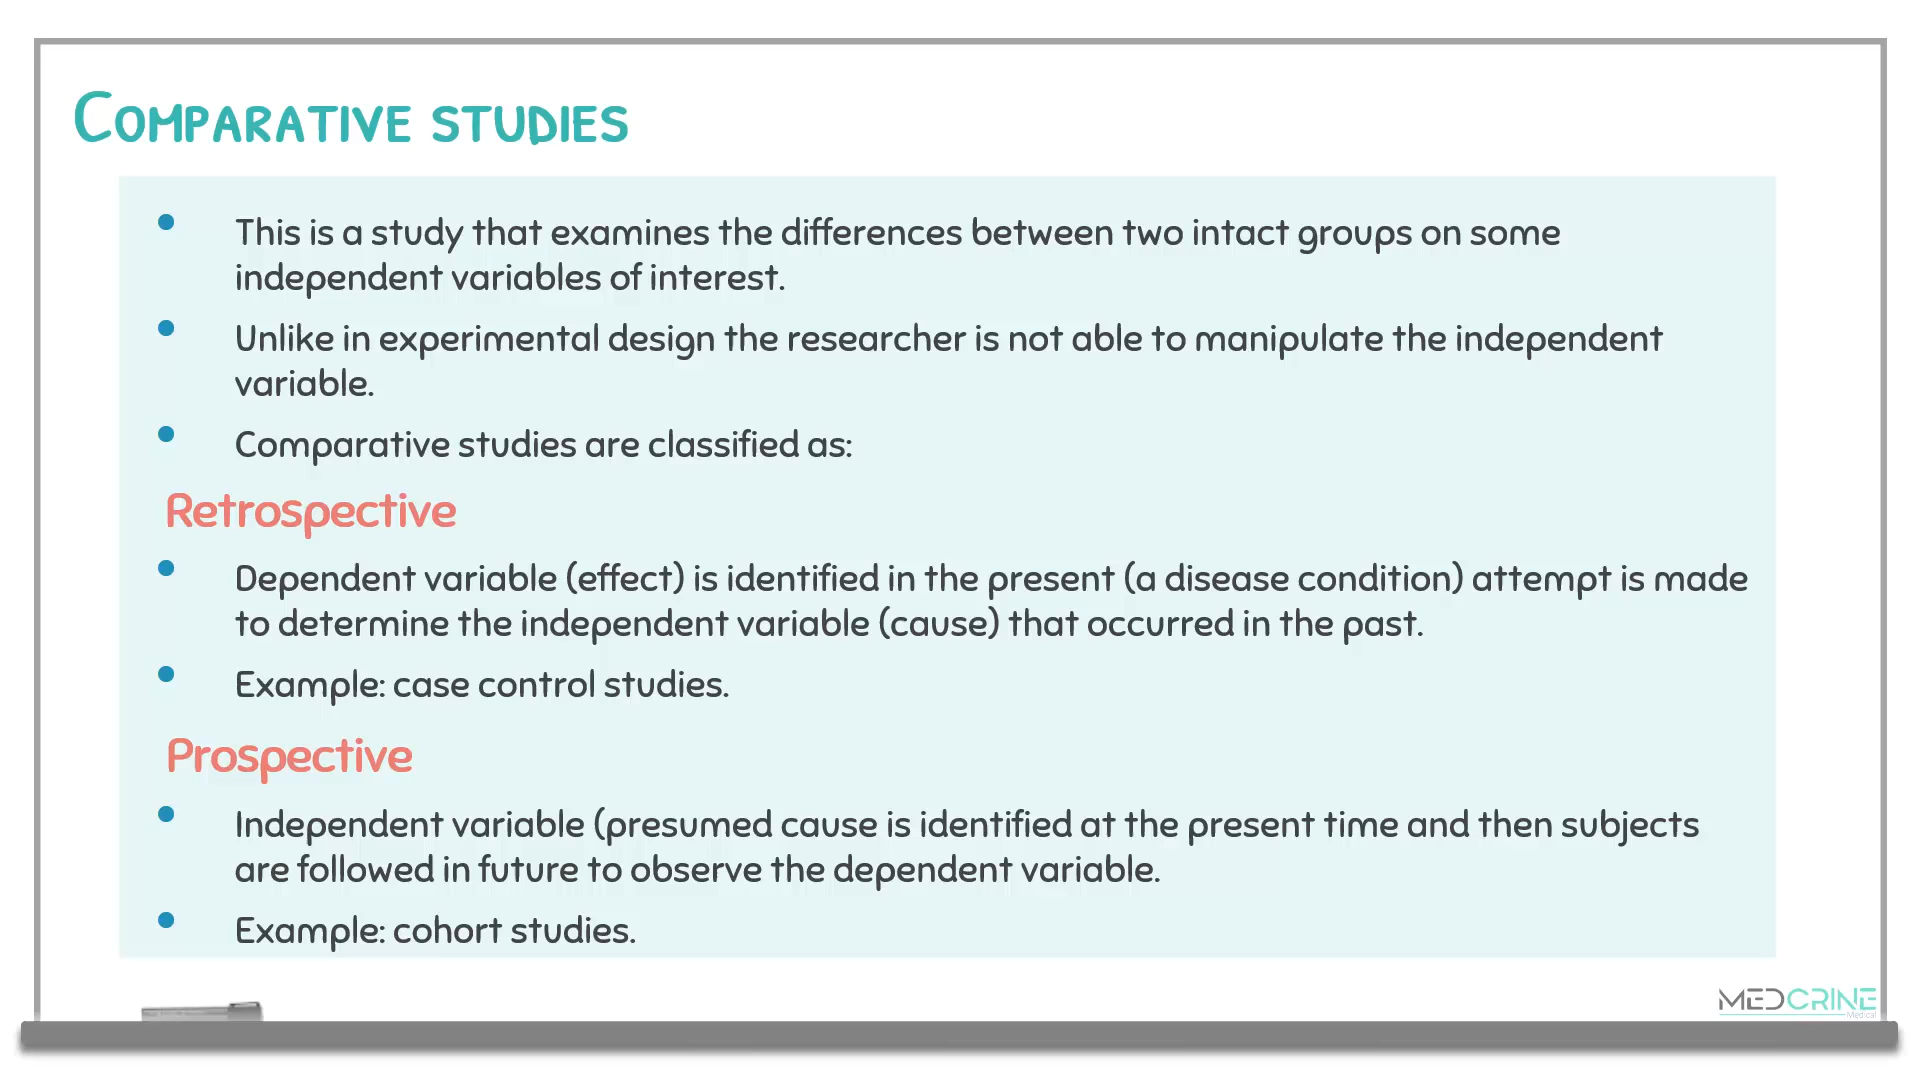 Comparative studies
• This is a study that examines the differences between two intact groups on some
independent variables of interest.
• Unlike in experimental design the researcher is not able to manipulate the independent
variable.
• Comparative studies are classified as:
Retrospective
• Dependent variable (effect) is identified in the present (a disease condition) attempt is made
to determine the independent variable (cause) that occurred in the past.
• Example: case control studies.
Prospective
• Independent variable (presumed cause is identified at the present time and then subjects
are followed in future to observe the dependent variable.
• Example: cohort studies.
MEDCRINE
Medical